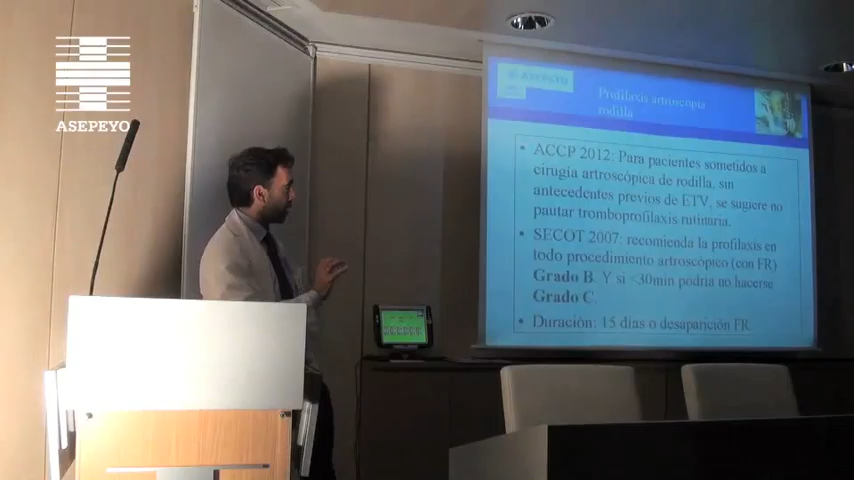 ASEPEYO
ASEPEYO
Profilaxis artroscopia
rodilla
• ACCP 2012: Para pacientes sometidos a
cirugía artroscópica de rodilla, sin
antecedentes previos de ETV, se sugiere no
pautar tromboprofilaxis rutinaria.
• SECOT 2007: recomienda la profilaxis en
todo procedimiento artroscópico (con FR)
Grado B. Y si <30min podría no hacerse
Grado C.
• Duración: 15 días o desaparición FR.